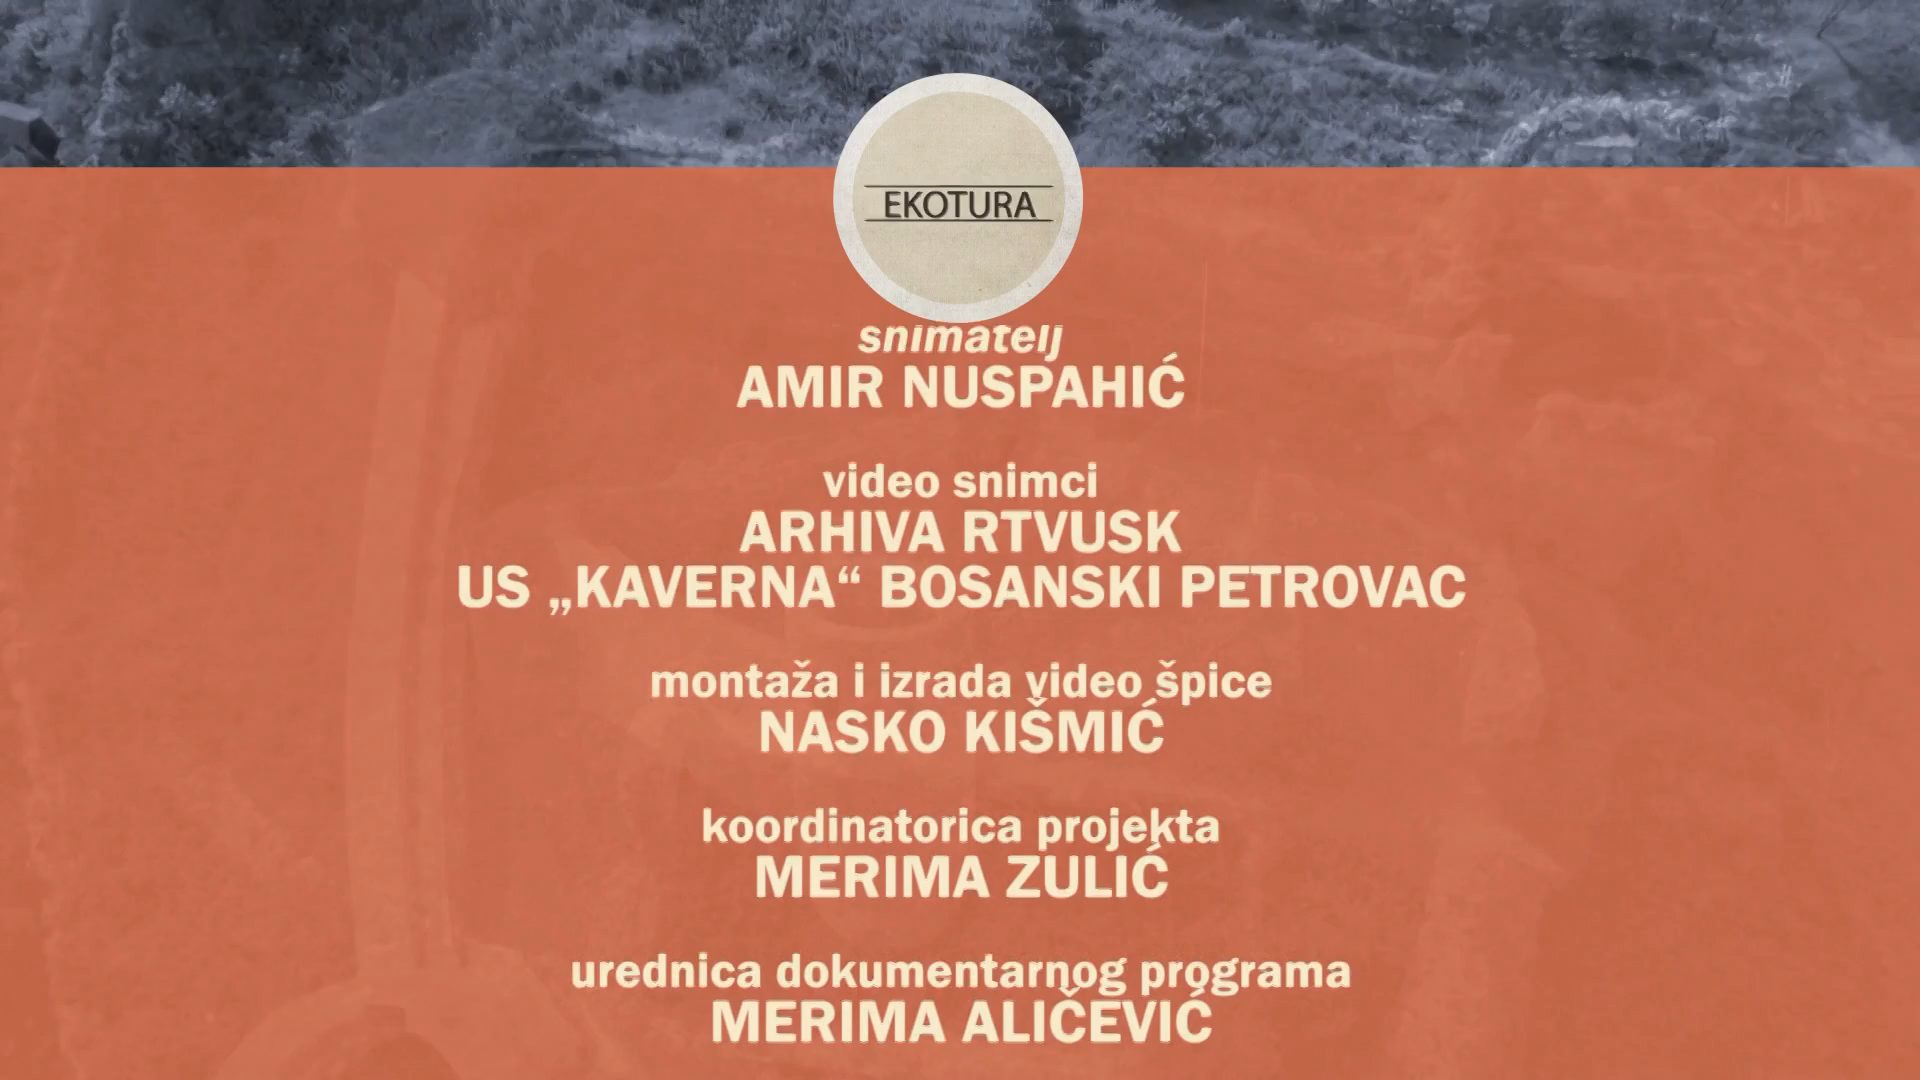 EKOTURA
snimatelj
AMIR NUSPAHIĆ
video snimci
ARHIVA RTVUSK
US „KAVERNA“ BOSANSKI PETROVAC
montaža i izrada video špice
NASKO KIŠMIĆ
koordinatorica projekta
MERIMA ZULIĆ
urednica dokumentarnog programa
MERIMA ALIČEVIĆ